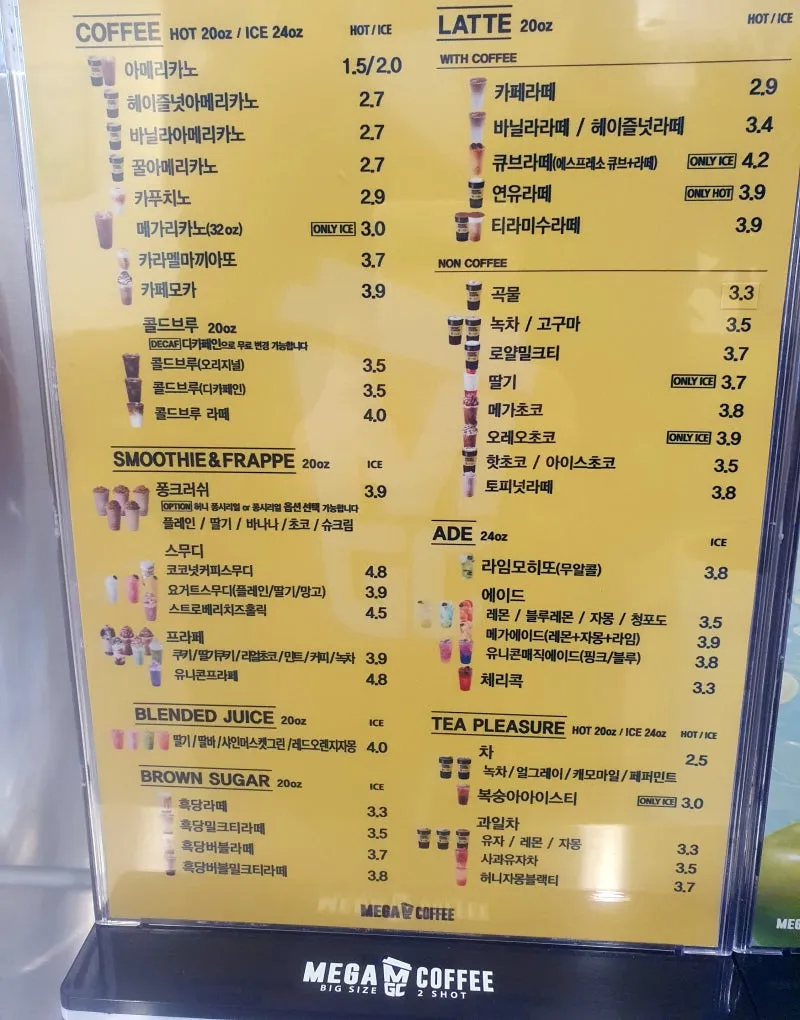 COFFEE HOT 20oz / ICE 24oz HOT / ICE
아메리카노 1.5/2.0
헤이즐넛아메리카노 2.7
바닐라아메리카노 2.7
꿀아메리카노 2.7
카푸치노 2.9
메가리카노(32oz) ONLY ICE 3.0
카라멜마끼아또 3.7
카페모카 3.9
콜드브루 20oz
DECAF 디카페인으로 무료 변경 가능합니다
콜드브루(오리지널) 3.5
콜드브루(디카페인) 3.5
콜드브루 라떼 4.0
SMOOTHIE&FRAPPE 20oz ICE
퐁크러쉬 3.9
OPTION 허니 퐁시리얼 or 퐁시리얼 옵션 선택 가능합니다
플레인 / 딸기 / 바나나 / 초코 / 슈크림
스무디
코코넛커피스무디 4.8
요거트스무디(플레인/딸기/망고) 3.9
스트로베리치즈홀릭 4.5
프라페
쿠키/딸기쿠키/리얼초코/민트/커피/녹차 3.9
유니콘프라페 4.8
BLENDED JUICE 20oz ICE
딸기/딸바/샤인머스켓그린/레드오렌지자몽 4.0
BROWN SUGAR 20oz ICE
흑당라떼 3.3
흑당밀크티라떼 3.5
흑당버블라떼 3.7
흑당버블밀크티라떼 3.8
LATTE 20oz HOT / ICE
WITH COFFEE
카페라떼 2.9
바닐라라떼 / 헤이즐넛라떼 3.4
큐브라떼(에스프레소 큐브+라떼) ONLY ICE 4.2
연유라떼 ONLY HOT 3.9
티라미수라떼 3.9
NON COFFEE
곡물 3.3
녹차 / 고구마 3.5
로얄밀크티 3.7
딸기 ONLY ICE 3.7
메가초코 3.8
오레오초코 ONLY ICE 3.9
핫초코 / 아이스초코 3.5
토피넛라떼 3.8
ADE 24oz ICE
라임모히또(무알콜) 3.8
에이드
레몬 / 블루레몬 / 자몽 / 청포도 3.5
메가에이드(레몬+자몽+라임) 3.9
유니콘매직에이드(핑크/블루) 3.8
체리콕 3.3
TEA PLEASURE HOT 20oz / ICE 24oz HOT / ICE
차 2.5
녹차/얼그레이/캐모마일/페퍼민트
복숭아아이스티 ONLY ICE 3.0
과일차
유자 / 레몬 / 자몽 3.3
사과유자차 3.5
허니자몽블랙티 3.7
MEGA MGC COFFEE
MEGA MGC COFFEE
BIG SIZE 2 SHOT